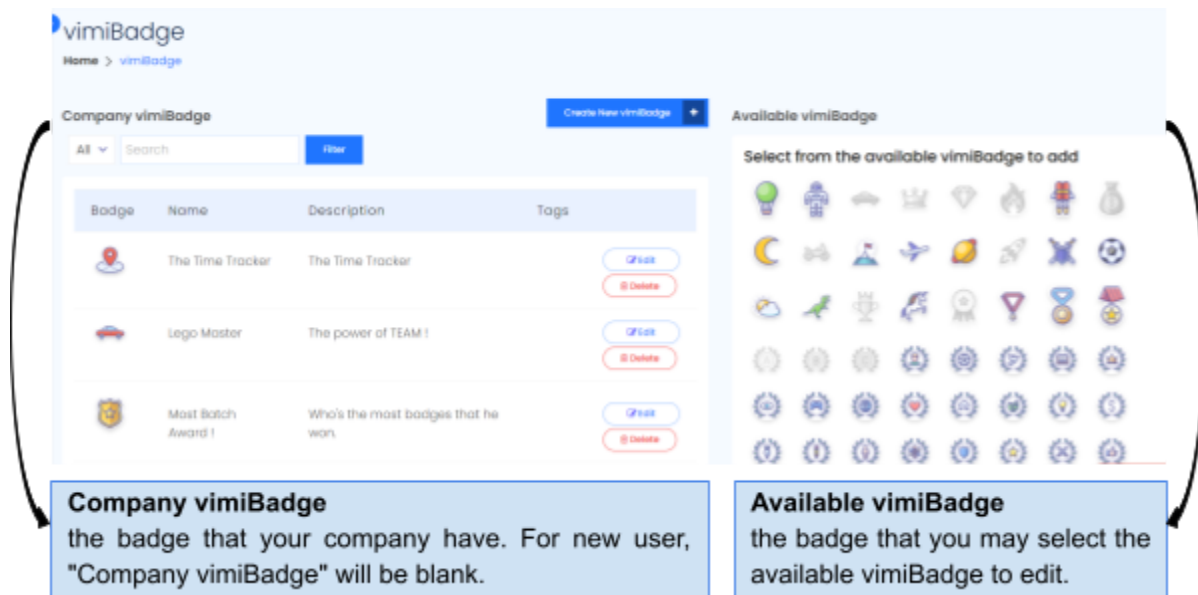 vimiBadge
Home > vimiBadge
Company vimiBadge
Create New vimiBadge +
All Search
Filter
Badge Name Description Tags
The Time Tracker The Time Tracker
Edit
Delete
Lego Master The power of TEAM !
Edit
Delete
Most Batch Who's the most badges that he
Award ! won.
Edit
Delete
Available vimiBadge
Select from the available vimiBadge to add
Company vimiBadge
the badge that your company have. For new user,
"Company vimiBadge" will be blank.
Available vimiBadge
the badge that you may select the
available vimiBadge to edit.